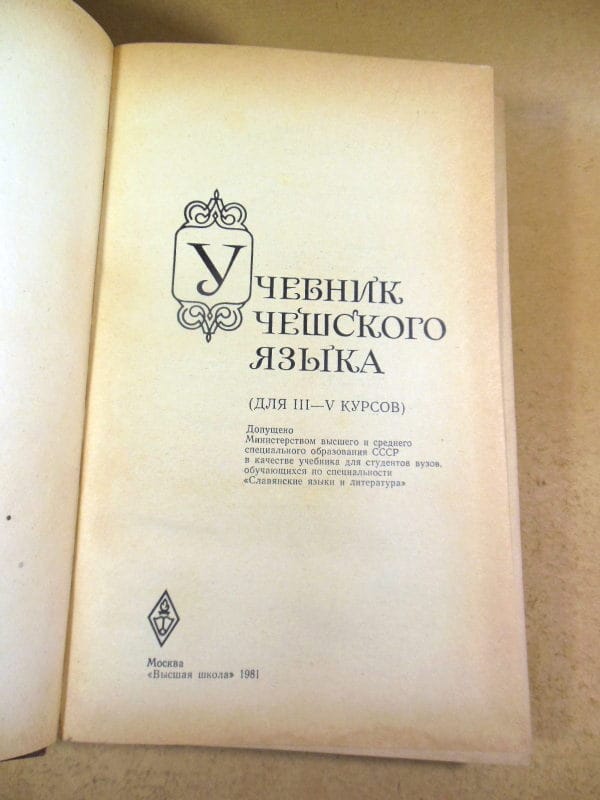 УЧЕБНИК
ЧЕШСКОГО
ЯЗЫКА
(ДЛЯ III—V КУРСОВ)
Допущено
Министерством высшего и среднего
специального образования СССР
в качестве учебника для студентов вузов,
обучающихся по специальности
«Славянские языки и литература»
Москва
«Высшая школа» 1981